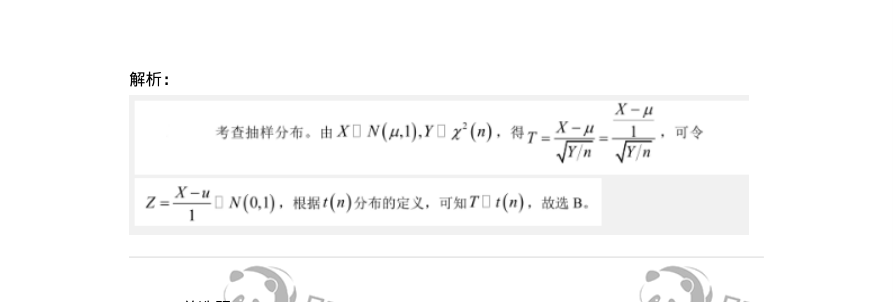 解析：
考查抽样分布。由 X□ N(μ,1),Y□ χ²(n)，得 T = (X−μ)/√(Y/n) = ((X−μ)/1)/√(Y/n)，可令
Z = (X−u)/1 □ N(0,1)，根据 t(n) 分布的定义，可知 T□ t(n)，故选 B。